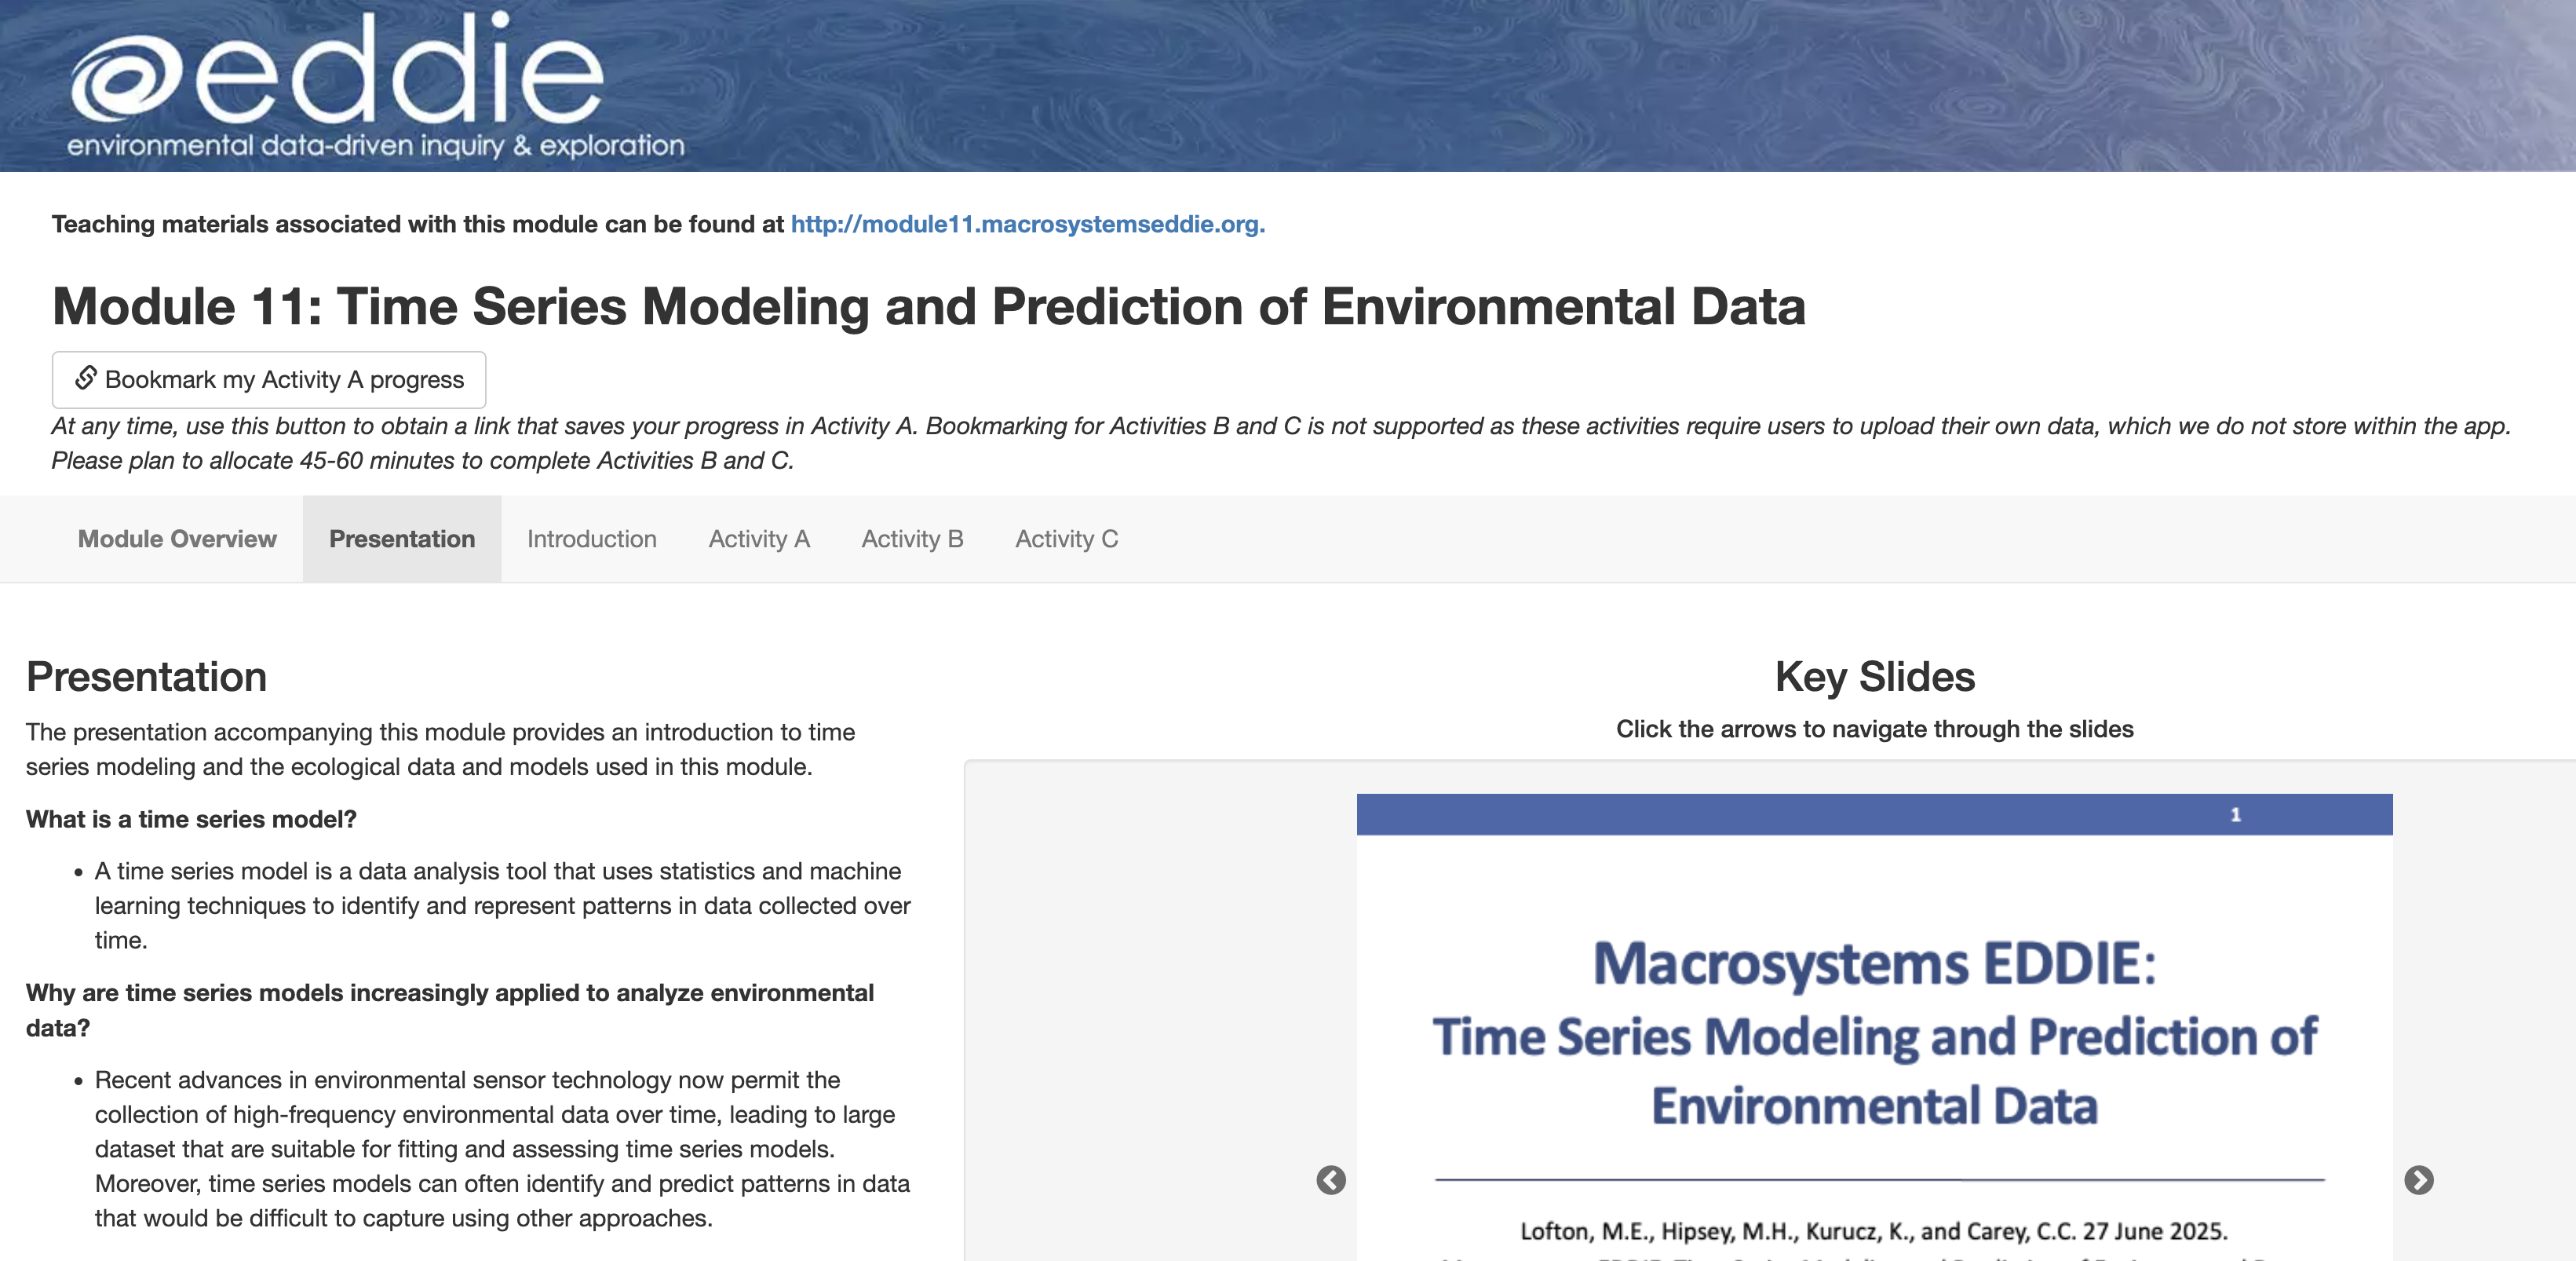 eddie
environmental data-driven inquiry & exploration
Teaching materials associated with this module can be found at http://module11.macrosystemseddie.org.
Module 11: Time Series Modeling and Prediction of Environmental Data
Bookmark my Activity A progress
At any time, use this button to obtain a link that saves your progress in Activity A. Bookmarking for Activities B and C is not supported as these activities require users to upload their own data, which we do not store within the app.
Please plan to allocate 45-60 minutes to complete Activities B and C.
Module Overview Presentation Introduction Activity A Activity B Activity C
Presentation
The presentation accompanying this module provides an introduction to time
series modeling and the ecological data and models used in this module.
What is a time series model?
• A time series model is a data analysis tool that uses statistics and machine
learning techniques to identify and represent patterns in data collected over
time.
Why are time series models increasingly applied to analyze environmental
data?
• Recent advances in environmental sensor technology now permit the
collection of high-frequency environmental data over time, leading to large
dataset that are suitable for fitting and assessing time series models.
Moreover, time series models can often identify and predict patterns in data
that would be difficult to capture using other approaches.
Key Slides
Click the arrows to navigate through the slides
1
Macrosystems EDDIE:
Time Series Modeling and Prediction of
Environmental Data
Lofton, M.E., Hipsey, M.H., Kurucz, K., and Carey, C.C. 27 June 2025.